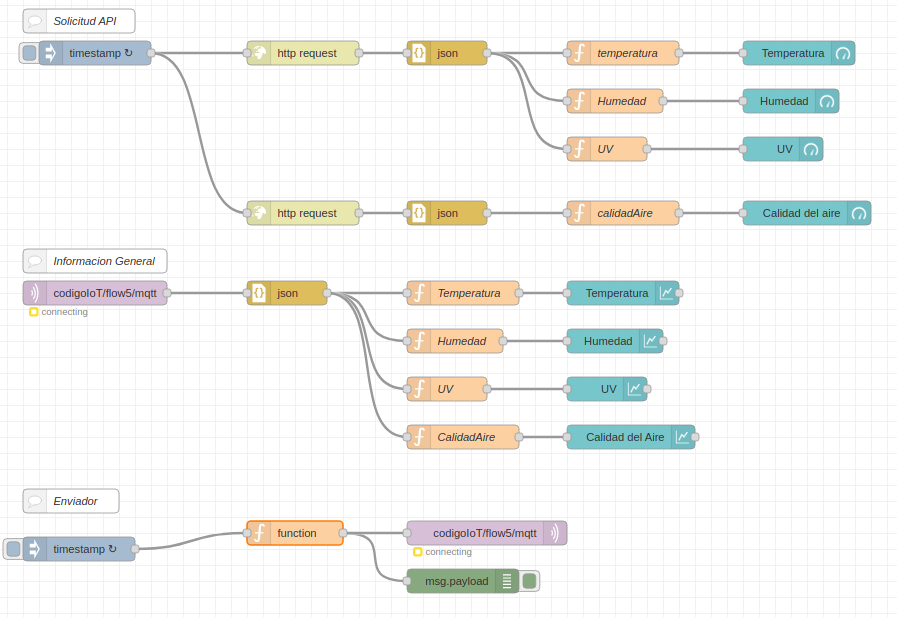 Solicitud API
timestamp ↻
http request
json
temperatura
Temperatura
Humedad
Humedad
UV
UV
http request
json
calidadAire
Calidad del aire
Informacion General
codigoIoT/flow5/mqtt
connecting
json
Temperatura
Temperatura
Humedad
Humedad
UV
UV
CalidadAire
Calidad del Aire
Enviador
timestamp ↻
function
codigoIoT/flow5/mqtt
connecting
msg.payload